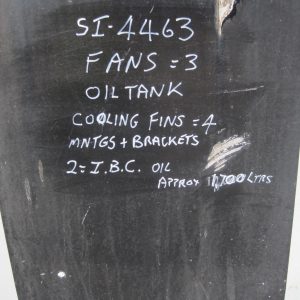 SI-4463
FANS = 3
OIL TANK
COOLING FINS = 4
MNTGS + BRACKETS
2 = I.B.C. OIL
APPROX 1,700 LTRS